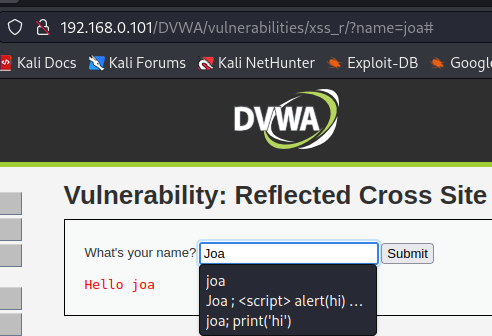 192.168.0.101/DVWA/vulnerabilities/xss_r/?name=joa#
Kali Docs Kali Forums Kali NetHunter Exploit-DB Google
DVWA
Vulnerability: Reflected Cross Site
What's your name? Joa Submit
joa
Hello joa
Joa ; <script> alert(hi) …
joa; print('hi')